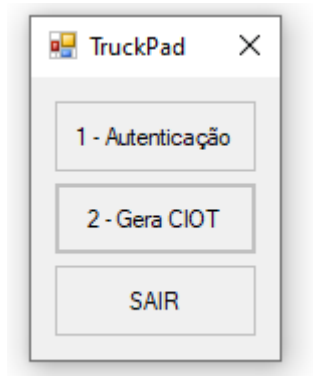 TruckPad
1 - Autenticação
2 - Gera CIOT
SAIR